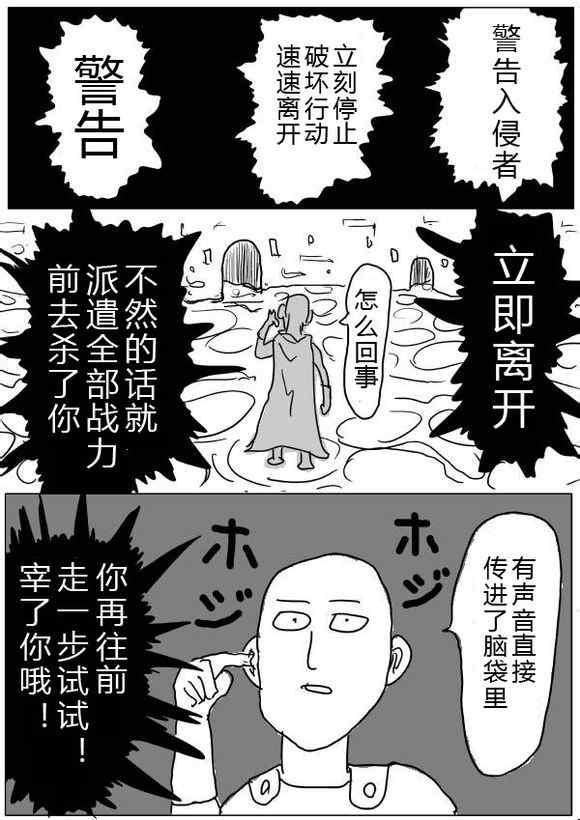 警告入侵者
立刻停止
破坏行动
速速离开
警告
立即离开
怎么回事
不然的话就
派遣全部战力
前去杀了你
有声音直接
传进了脑袋里
ホジ
ホジ
你再往前
走一步试试！
宰了你哦！